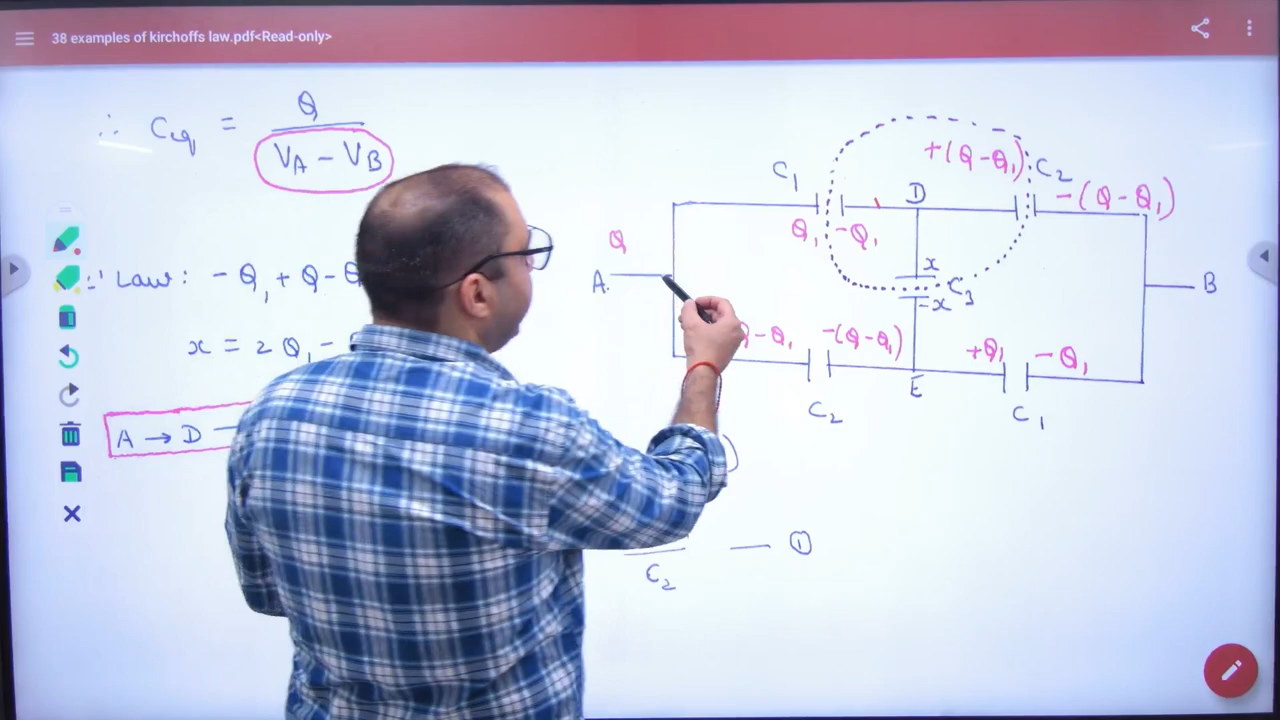 38 examples of kirchoffs law.pdf<Read-only>
∴ Ceq = Q / (VA − VB)
Law: − Q1 + Q − Q
x = 2 Q1 −
A → D —
C2 — ①
C1
+(Q−Q1)
C2
−(Q−Q1)
D
Q
Q1 −Q1
x
C3
−x
A.
B
Q−Q1
−(Q−Q1)
+Q1
−Q1
E
C2
C1